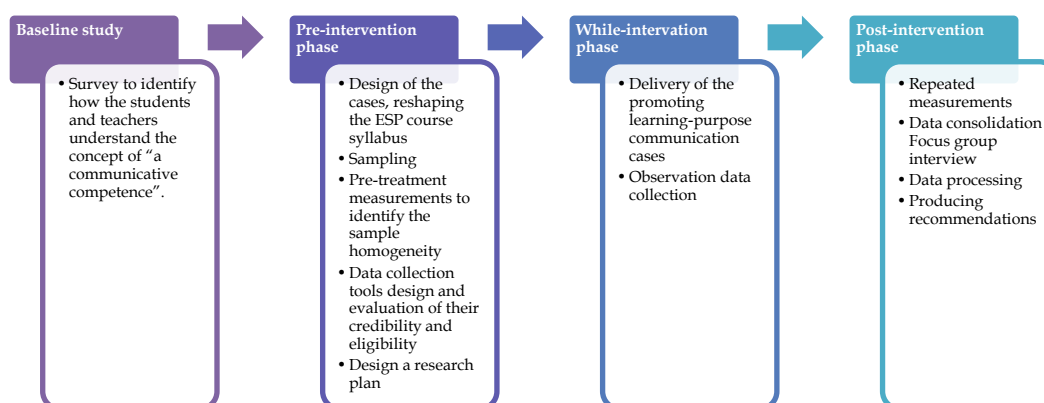 Baseline study
• Survey to identify
how the students
and teachers
understand the
concept of “a
communicative
competence”.
Pre-intervention
phase
• Design of the
cases, reshaping
the ESP course
syllabus
• Sampling
• Pre-treatment
measurements to
identify the
sample
homogeneity
• Data collection
tools design and
evaluation of their
credibility and
eligibility
• Design a research
plan
While-intervation
phase
• Delivery of the
promoting
learning-purpose
communication
cases
• Observation data
collection
Post-intervention
phase
• Repeated
measurements
• Data consolidation
Focus group
interview
• Data processing
• Producing
recommendations